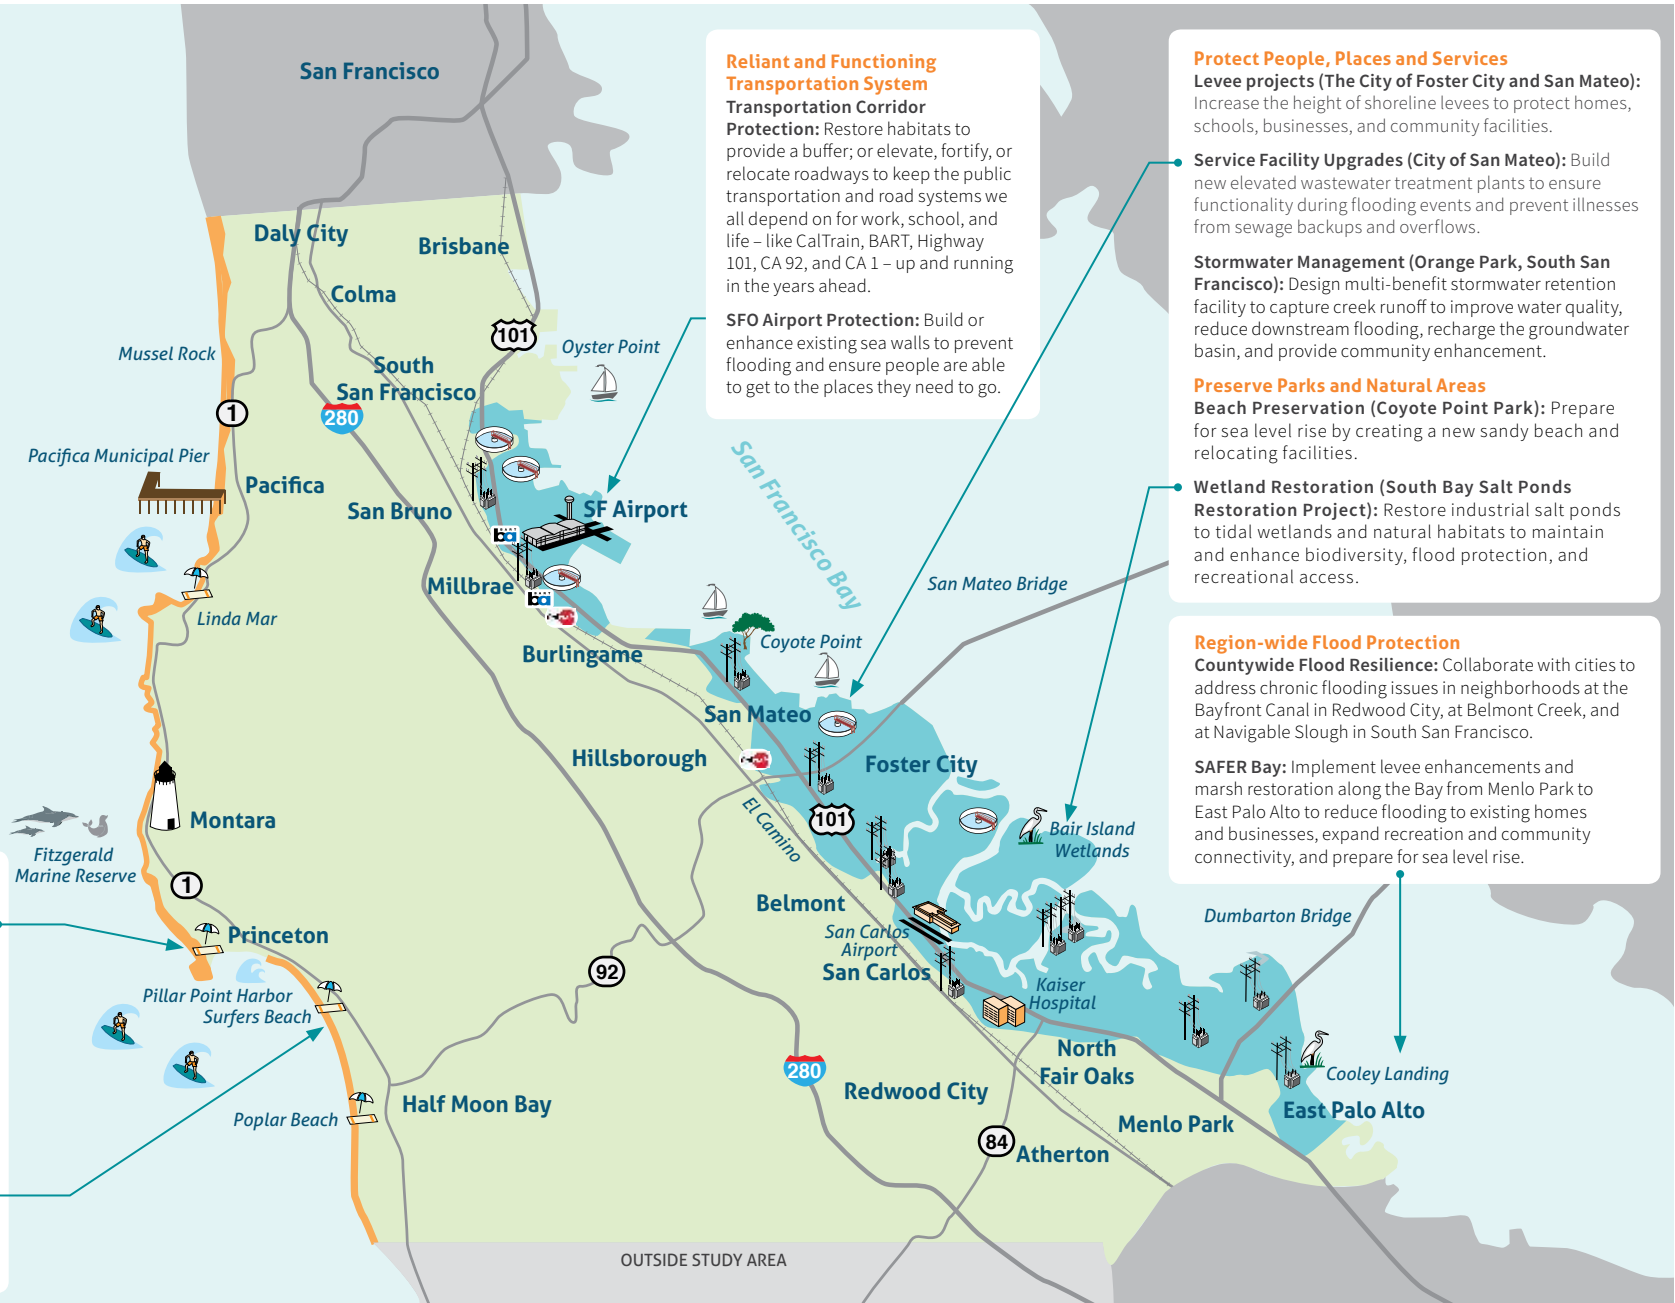 San Francisco
Daly City
Brisbane
Colma
101
Oyster Point
Mussel Rock
South
San Francisco
1
280
Pacifica Municipal Pier
Pacifica
San Bruno
SF Airport
ba
Millbrae
ba
Linda Mar
Burlingame
San Francisco Bay
San Mateo Bridge
Coyote Point
San Mateo
Hillsborough
Foster City
El Camino
101
Bair Island
Wetlands
Montara
Fitzgerald
Marine Reserve
1
Belmont
San Carlos
Airport
San Carlos
Princeton
92
Kaiser
Hospital
Dumbarton Bridge
Pillar Point Harbor
Surfers Beach
North
Fair Oaks
280
Redwood City
Cooley Landing
Half Moon Bay
Poplar Beach
East Palo Alto
Menlo Park
84
Atherton
OUTSIDE STUDY AREA
Reliant and Functioning
Transportation System
Transportation Corridor
Protection: Restore habitats to
provide a buffer; or elevate, fortify, or
relocate roadways to keep the public
transportation and road systems we
all depend on for work, school, and
life – like CalTrain, BART, Highway
101, CA 92, and CA 1 – up and running
in the years ahead.
SFO Airport Protection: Build or
enhance existing sea walls to prevent
flooding and ensure people are able
to get to the places they need to go.
Protect People, Places and Services
Levee projects (The City of Foster City and San Mateo):
Increase the height of shoreline levees to protect homes,
schools, businesses, and community facilities.
Service Facility Upgrades (City of San Mateo): Build
new elevated wastewater treatment plants to ensure
functionality during flooding events and prevent illnesses
from sewage backups and overflows.
Stormwater Management (Orange Park, South San
Francisco): Design multi-benefit stormwater retention
facility to capture creek runoff to improve water quality,
reduce downstream flooding, recharge the groundwater
basin, and provide community enhancement.
Preserve Parks and Natural Areas
Beach Preservation (Coyote Point Park): Prepare
for sea level rise by creating a new sandy beach and
relocating facilities.
Wetland Restoration (South Bay Salt Ponds
Restoration Project): Restore industrial salt ponds
to tidal wetlands and natural habitats to maintain
and enhance biodiversity, flood protection, and
recreational access.
Region-wide Flood Protection
Countywide Flood Resilience: Collaborate with cities to
address chronic flooding issues in neighborhoods at the
Bayfront Canal in Redwood City, at Belmont Creek, and
at Navigable Slough in South San Francisco.
SAFER Bay: Implement levee enhancements and
marsh restoration along the Bay from Menlo Park to
East Palo Alto to reduce flooding to existing homes
and businesses, expand recreation and community
connectivity, and prepare for sea level rise.